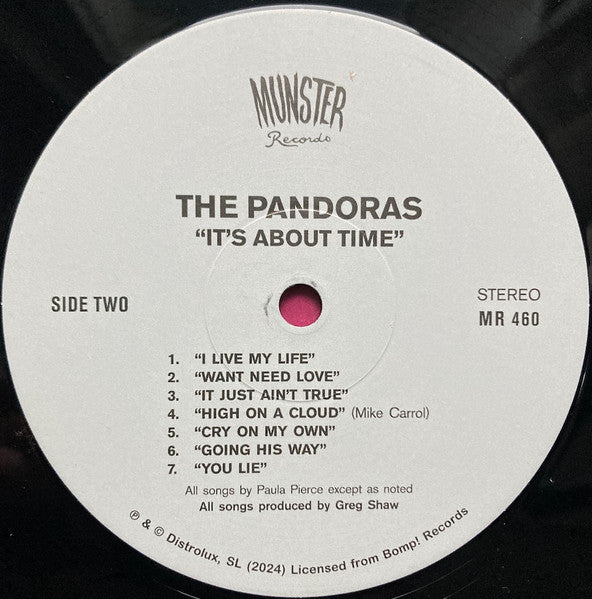 MUNSTER
Records
THE PANDORAS
“IT'S ABOUT TIME”
SIDE TWO
STEREO
MR 460
1. “I LIVE MY LIFE”
2. “WANT NEED LOVE”
3. “IT JUST AIN'T TRUE”
4. “HIGH ON A CLOUD” (Mike Carrol)
5. “CRY ON MY OWN”
6. “GOING HIS WAY”
7. “YOU LIE”
All songs by Paula Pierce except as noted
All songs produced by Greg Shaw
℗ & © Distrolux, SL (2024) Licensed from Bomp! Records